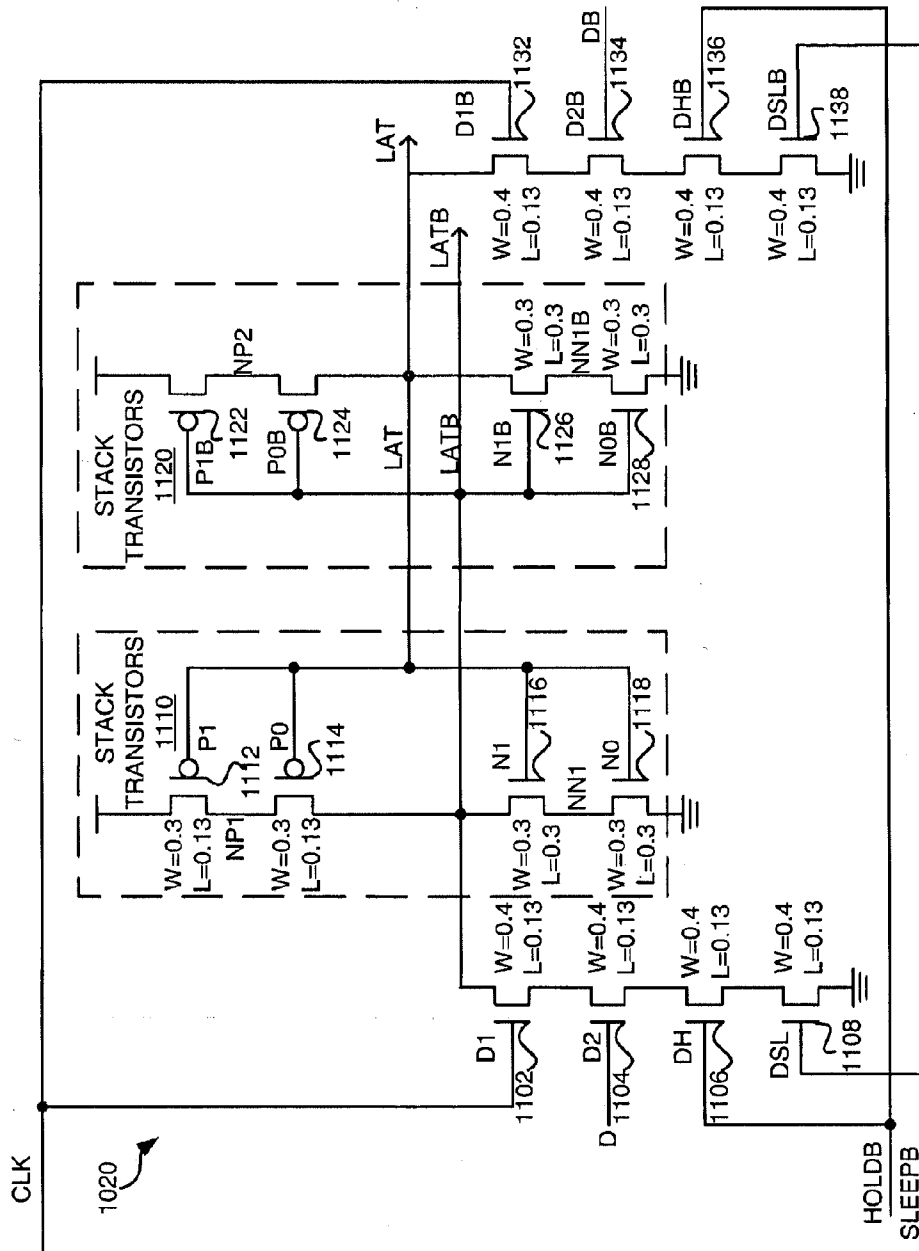 CLK
1020
STACK
TRANSISTORS
1110
P1
1112
W=0.3
L=0.13
NP1
P0
1114
W=0.3
L=0.13
N1
1116
W=0.3
L=0.3
NN1
N0
1118
W=0.3
L=0.3
STACK
TRANSISTORS
1120
P1B
1122
NP2
P0B
1124
LAT
LATB
N1B
1126
W=0.3
L=0.3
NN1B
N0B
1128
W=0.3
L=0.3
LAT
LATB
D1
1102
W=0.4
L=0.13
D2
1104
D
W=0.4
L=0.13
DH
1106
W=0.4
L=0.13
DSL
1108
W=0.4
L=0.13
D1B
1132
W=0.4
L=0.13
D2B
DB
1134
W=0.4
L=0.13
DHB
1136
W=0.4
L=0.13
DSLB
1138
W=0.4
L=0.13
HOLDB
SLEEPB